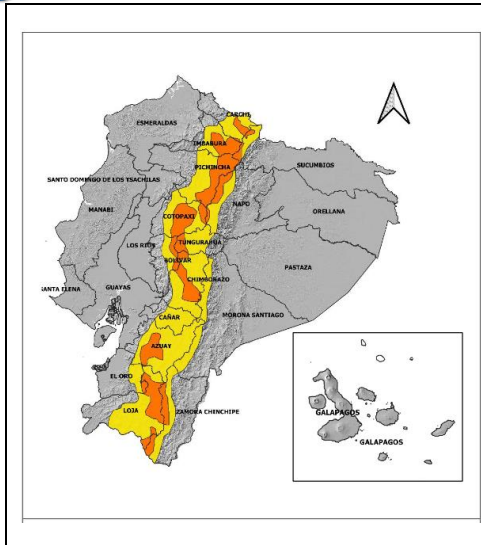 CARCHI
ESMERALDAS
IMBABURA
PICHINCHA
SUCUMBIOS
SANTO DOMINGO DE LOS TSACHILAS
NAPO
ORELLANA
MANABI
COTOPAXI
TUNGURAHUA
LOS RIOS
BOLIVAR
PASTAZA
CHIMBORAZO
SANTA ELENA
GUAYAS
MORONA SANTIAGO
CAÑAR
AZUAY
EL ORO
LOJA
ZAMORA CHINCHIPE
GALAPAGOS
GALAPAGOS